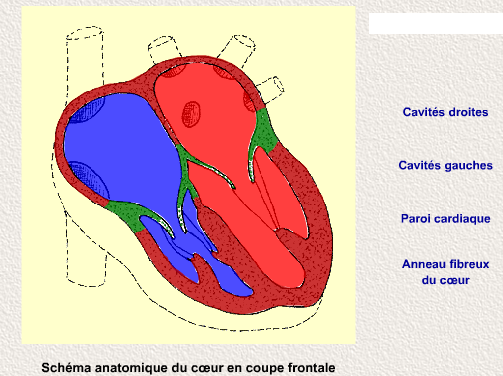 Cavités droites
Cavités gauches
Paroi cardiaque
Anneau fibreux
du cœur
Schéma anatomique du cœur en coupe frontale